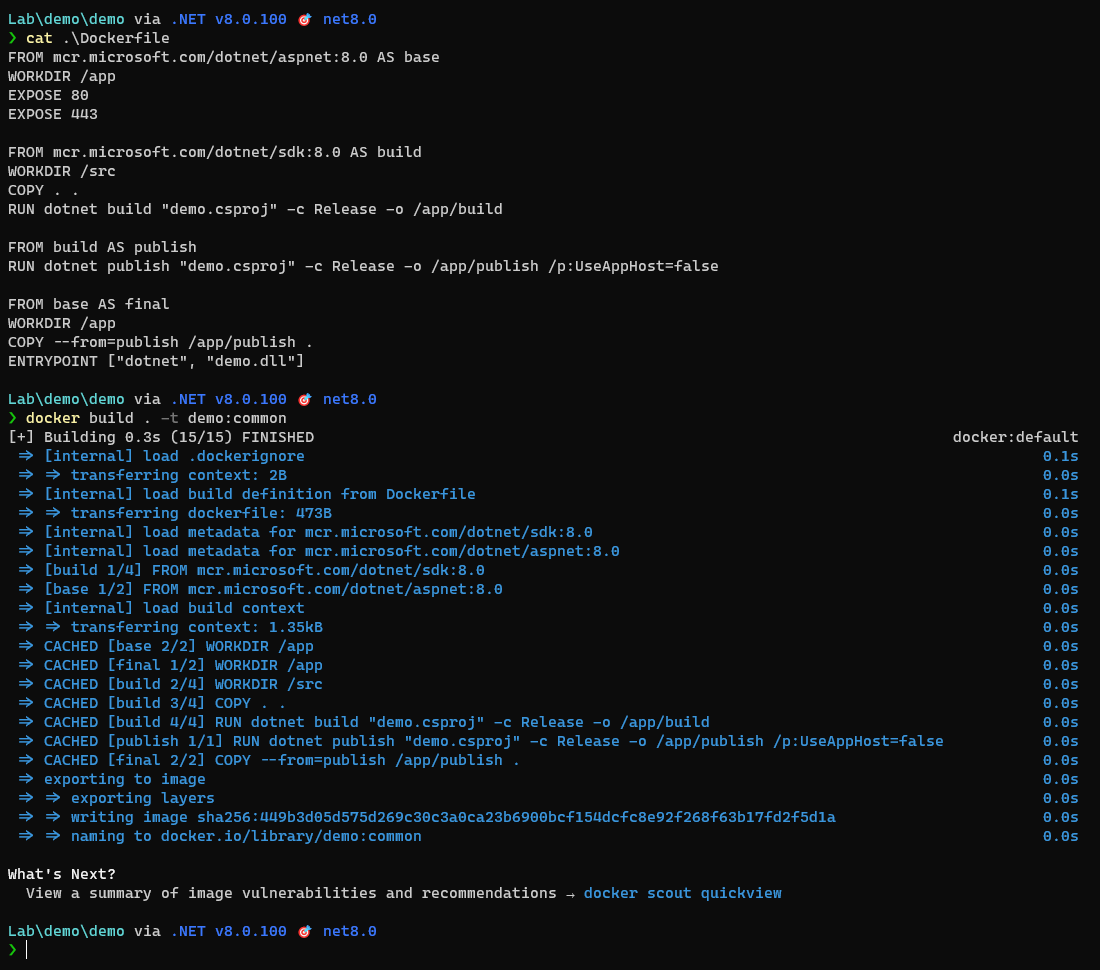 Lab\demo\demo via .NET v8.0.100 🎯 net8.0
❯ cat .\Dockerfile
FROM mcr.microsoft.com/dotnet/aspnet:8.0 AS base
WORKDIR /app
EXPOSE 80
EXPOSE 443

FROM mcr.microsoft.com/dotnet/sdk:8.0 AS build
WORKDIR /src
COPY . .
RUN dotnet build "demo.csproj" -c Release -o /app/build

FROM build AS publish
RUN dotnet publish "demo.csproj" -c Release -o /app/publish /p:UseAppHost=false

FROM base AS final
WORKDIR /app
COPY --from=publish /app/publish .
ENTRYPOINT ["dotnet", "demo.dll"]

Lab\demo\demo via .NET v8.0.100 🎯 net8.0
❯ docker build . -t demo:common
[+] Building 0.3s (15/15) FINISHED docker:default
=> [internal] load .dockerignore 0.1s
=> => transferring context: 2B 0.0s
=> [internal] load build definition from Dockerfile 0.1s
=> => transferring dockerfile: 473B 0.0s
=> [internal] load metadata for mcr.microsoft.com/dotnet/sdk:8.0 0.0s
=> [internal] load metadata for mcr.microsoft.com/dotnet/aspnet:8.0 0.0s
=> [build 1/4] FROM mcr.microsoft.com/dotnet/sdk:8.0 0.0s
=> [base 1/2] FROM mcr.microsoft.com/dotnet/aspnet:8.0 0.0s
=> [internal] load build context 0.0s
=> => transferring context: 1.35kB 0.0s
=> CACHED [base 2/2] WORKDIR /app 0.0s
=> CACHED [final 1/2] WORKDIR /app 0.0s
=> CACHED [build 2/4] WORKDIR /src 0.0s
=> CACHED [build 3/4] COPY . . 0.0s
=> CACHED [build 4/4] RUN dotnet build "demo.csproj" -c Release -o /app/build 0.0s
=> CACHED [publish 1/1] RUN dotnet publish "demo.csproj" -c Release -o /app/publish /p:UseAppHost=false 0.0s
=> CACHED [final 2/2] COPY --from=publish /app/publish . 0.0s
=> exporting to image 0.0s
=> => exporting layers 0.0s
=> => writing image sha256:449b3d05d575d269c30c3a0ca23b6900bcf154dcfc8e92f268f63b17fd2f5d1a 0.0s
=> => naming to docker.io/library/demo:common 0.0s

What's Next?
View a summary of image vulnerabilities and recommendations → docker scout quickview

Lab\demo\demo via .NET v8.0.100 🎯 net8.0
❯